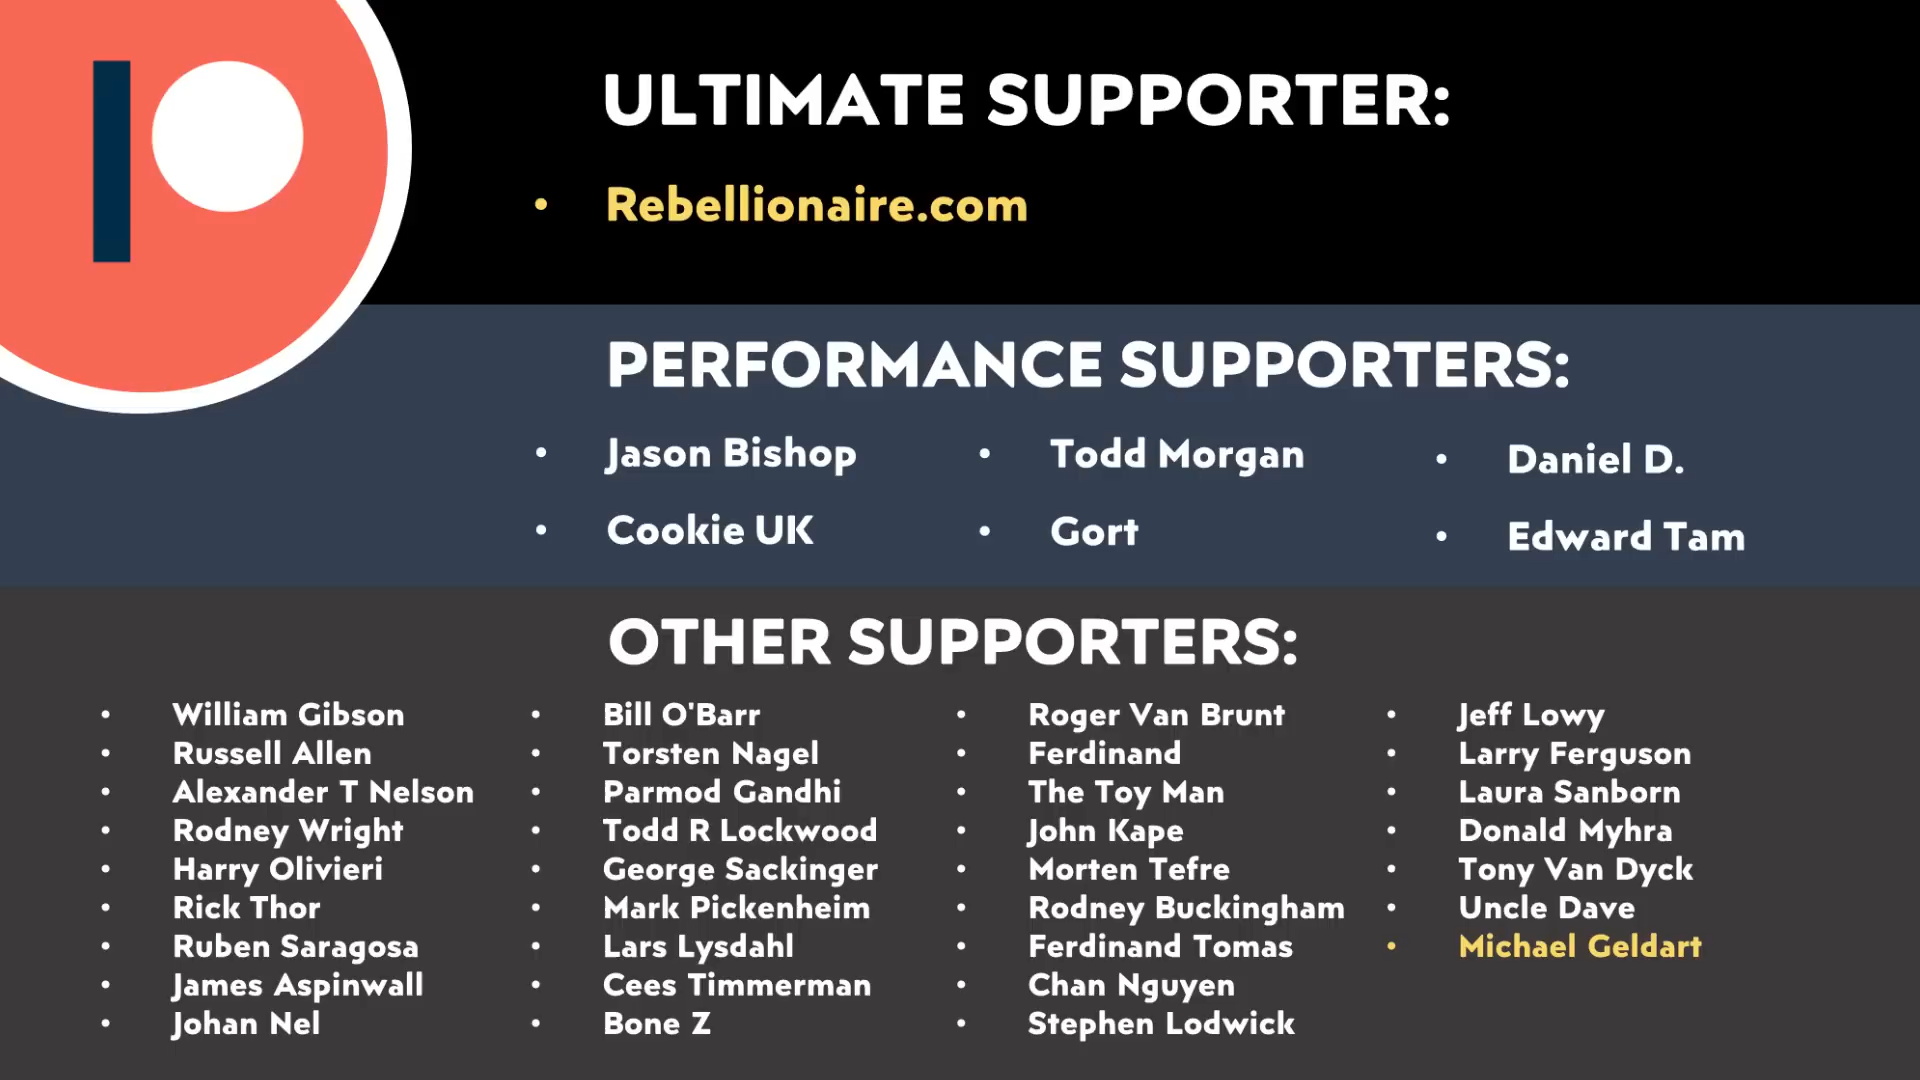 ULTIMATE SUPPORTER:
• Rebellionaire.com
PERFORMANCE SUPPORTERS:
• Jason Bishop
• Cookie UK
• Todd Morgan
• Gort
• Daniel D.
• Edward Tam
OTHER SUPPORTERS:
• William Gibson
• Russell Allen
• Alexander T Nelson
• Rodney Wright
• Harry Olivieri
• Rick Thor
• Ruben Saragosa
• James Aspinwall
• Johan Nel
• Bill O'Barr
• Torsten Nagel
• Parmod Gandhi
• Todd R Lockwood
• George Sackinger
• Mark Pickenheim
• Lars Lysdahl
• Cees Timmerman
• Bone Z
• Roger Van Brunt
• Ferdinand
• The Toy Man
• John Kape
• Morten Tefre
• Rodney Buckingham
• Ferdinand Tomas
• Chan Nguyen
• Stephen Lodwick
• Jeff Lowy
• Larry Ferguson
• Laura Sanborn
• Donald Myhra
• Tony Van Dyck
• Uncle Dave
• Michael Geldart